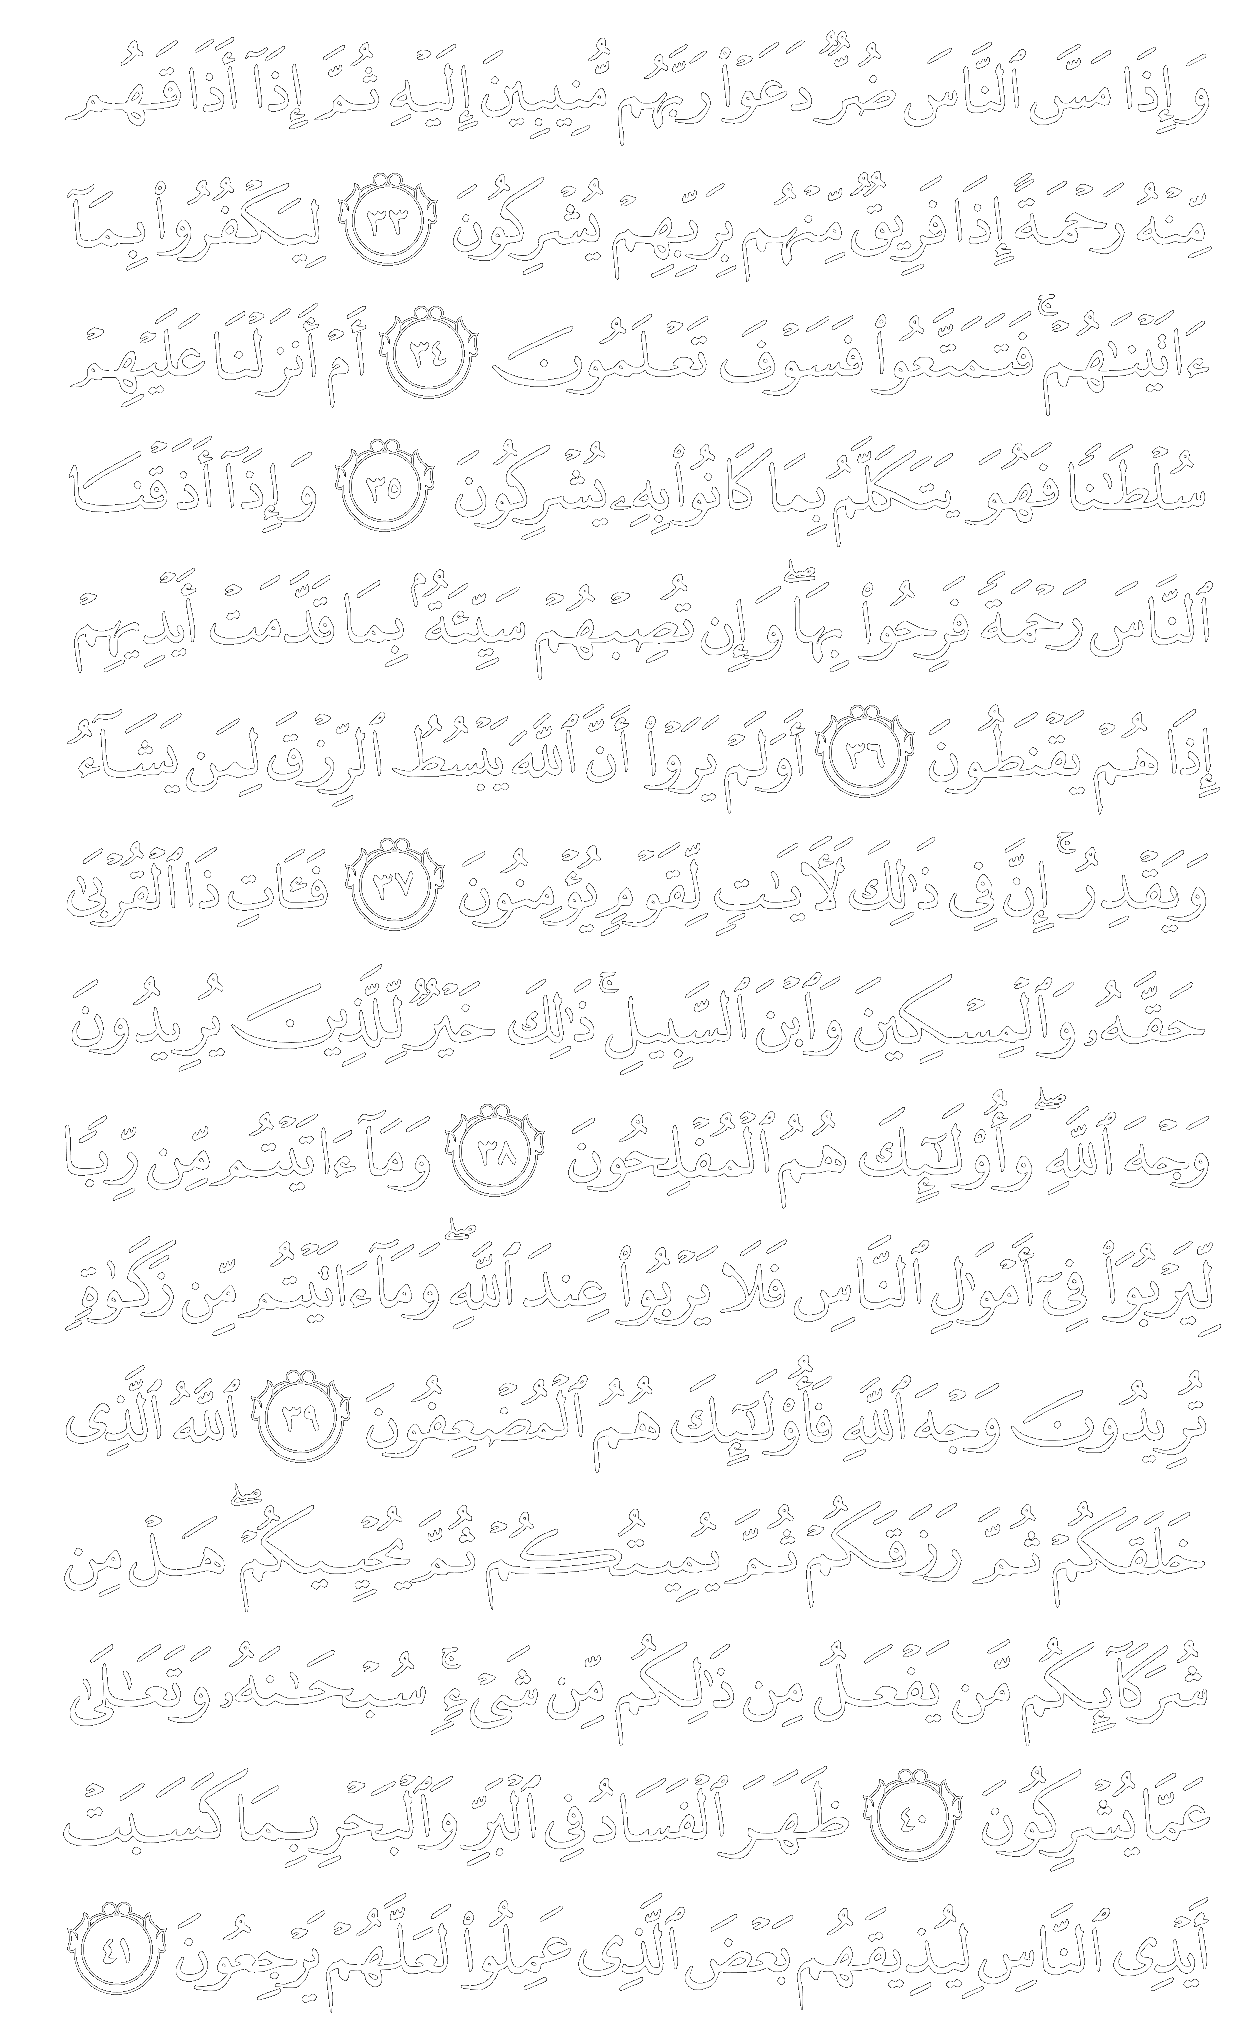 وَإِذَا مَسَّ ٱلنَّاسَ ضُرٌّ دَعَوْا۟ رَبَّهُم مُّنِيبِينَ إِلَيْهِ ثُمَّ إِذَآ أَذَاقَهُم
مِّنْهُ رَحْمَةً إِذَا فَرِيقٌ مِّنْهُم بِرَبِّهِمْ يُشْرِكُونَ ٣٣ لِيَكْفُرُوا۟ بِمَآ
ءَاتَيْنَٰهُمْ ۚ فَتَمَتَّعُوا۟ فَسَوْفَ تَعْلَمُونَ ٣٤ أَمْ أَنزَلْنَا عَلَيْهِمْ
سُلْطَٰنًا فَهُوَ يَتَكَلَّمُ بِمَا كَانُوا۟ بِهِۦ يُشْرِكُونَ ٣٥ وَإِذَآ أَذَقْنَا
ٱلنَّاسَ رَحْمَةً فَرِحُوا۟ بِهَا ۖ وَإِن تُصِبْهُمْ سَيِّئَةٌۢ بِمَا قَدَّمَتْ أَيْدِيهِمْ
إِذَا هُمْ يَقْنَطُونَ ٣٦ أَوَلَمْ يَرَوْا۟ أَنَّ ٱللَّهَ يَبْسُطُ ٱلرِّزْقَ لِمَن يَشَآءُ
وَيَقْدِرُ ۚ إِنَّ فِى ذَٰلِكَ لَءَايَٰتٍ لِّقَوْمٍ يُؤْمِنُونَ ٣٧ فَـَٔاتِ ذَا ٱلْقُرْبَىٰ
حَقَّهُۥ وَٱلْمِسْكِينَ وَٱبْنَ ٱلسَّبِيلِ ۚ ذَٰلِكَ خَيْرٌ لِّلَّذِينَ يُرِيدُونَ
وَجْهَ ٱللَّهِ ۖ وَأُو۟لَٰٓئِكَ هُمُ ٱلْمُفْلِحُونَ ٣٨ وَمَآ ءَاتَيْتُم مِّن رِّبًا
لِّيَرْبُوَا۟ فِىٓ أَمْوَٰلِ ٱلنَّاسِ فَلَا يَرْبُوا۟ عِندَ ٱللَّهِ ۖ وَمَآ ءَاتَيْتُم مِّن زَكَوٰةٍ
تُرِيدُونَ وَجْهَ ٱللَّهِ فَأُو۟لَٰٓئِكَ هُمُ ٱلْمُضْعِفُونَ ٣٩ ٱللَّهُ ٱلَّذِى
خَلَقَكُمْ ثُمَّ رَزَقَكُمْ ثُمَّ يُمِيتُكُمْ ثُمَّ يُحْيِيكُمْ ۖ هَلْ مِن
شُرَكَآئِكُم مَّن يَفْعَلُ مِن ذَٰلِكُم مِّن شَىْءٍ ۚ سُبْحَٰنَهُۥ وَتَعَٰلَىٰ
عَمَّا يُشْرِكُونَ ٤٠ ظَهَرَ ٱلْفَسَادُ فِى ٱلْبَرِّ وَٱلْبَحْرِ بِمَا كَسَبَتْ
أَيْدِى ٱلنَّاسِ لِيُذِيقَهُم بَعْضَ ٱلَّذِى عَمِلُوا۟ لَعَلَّهُمْ يَرْجِعُونَ ٤١